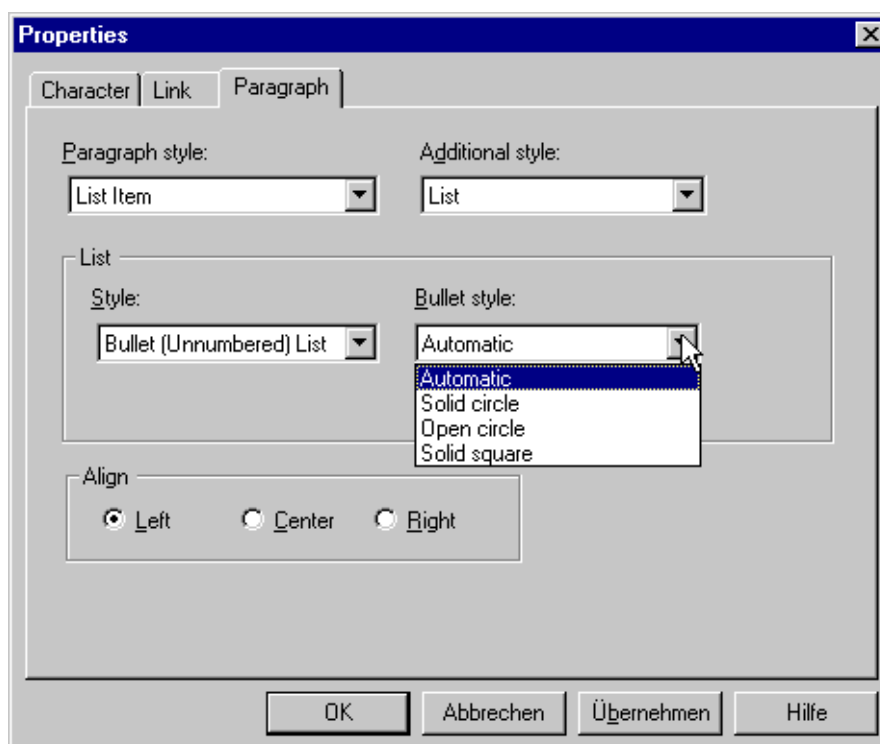 Properties
Character Link Paragraph
Paragraph style: Additional style:
List Item List
List
Style: Bullet style:
Bullet (Unnumbered) List Automatic
Automatic
Solid circle
Open circle
Solid square
Align
Left Center Right
OK Abbrechen Übernehmen Hilfe